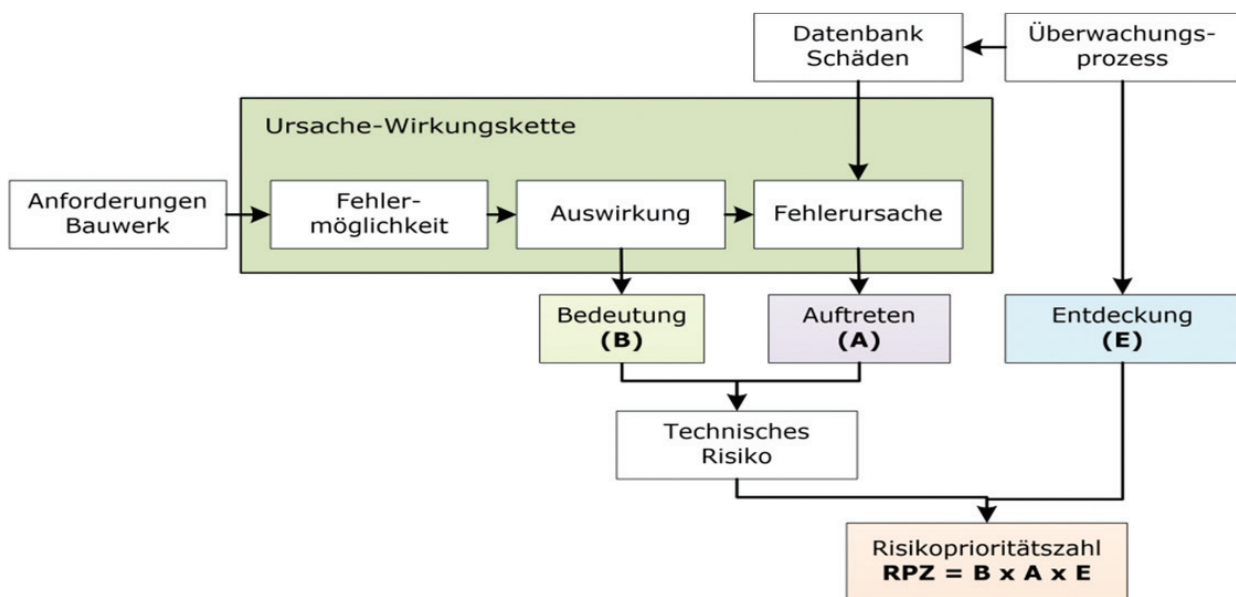 Datenbank
Schäden
Überwachungs-
prozess
Ursache-Wirkungskette
Anforderungen
Bauwerk
Fehler-
möglichkeit
Auswirkung
Fehlerursache
Bedeutung
(B)
Auftreten
(A)
Entdeckung
(E)
Technisches
Risiko
Risikoprioritätszahl
RPZ = B x A x E